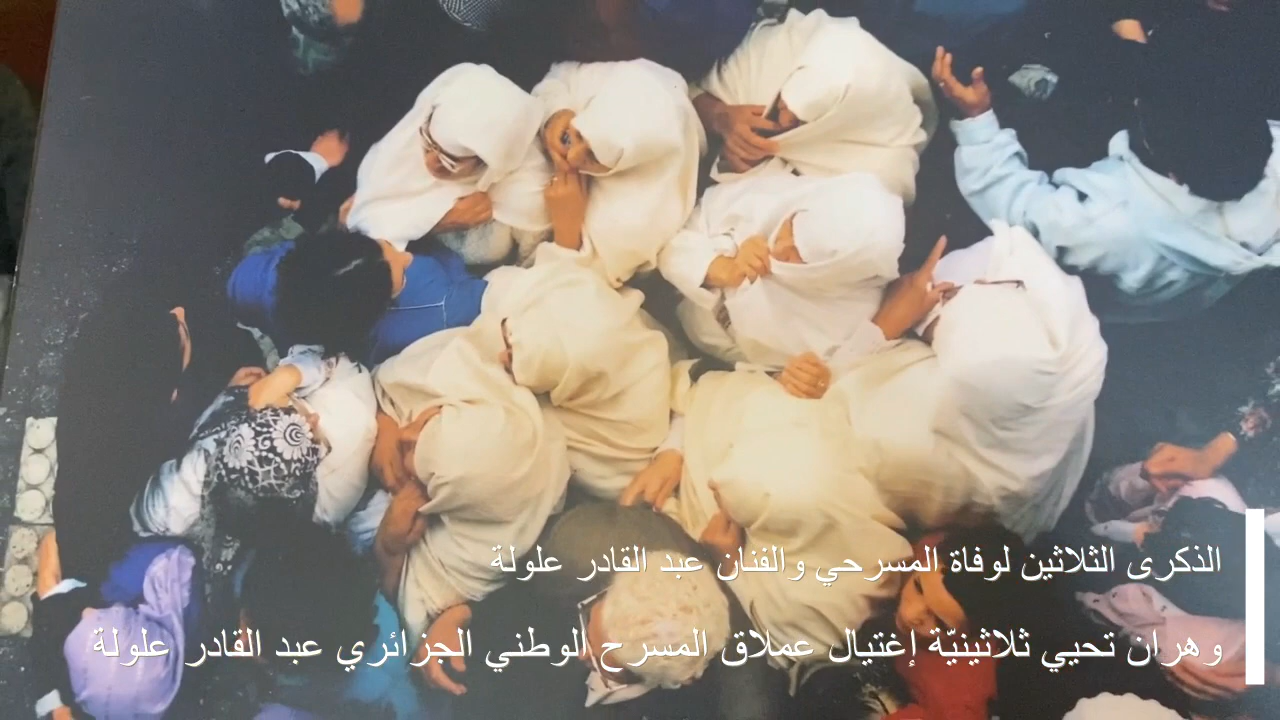 الذكرى الثلاثين لوفاة المسرحي والفنان عبد القادر علولة
وهران تحيي ثلاثينيّة إغتيال عملاق المسرح الوطني الجزائري عبد القادر علولة